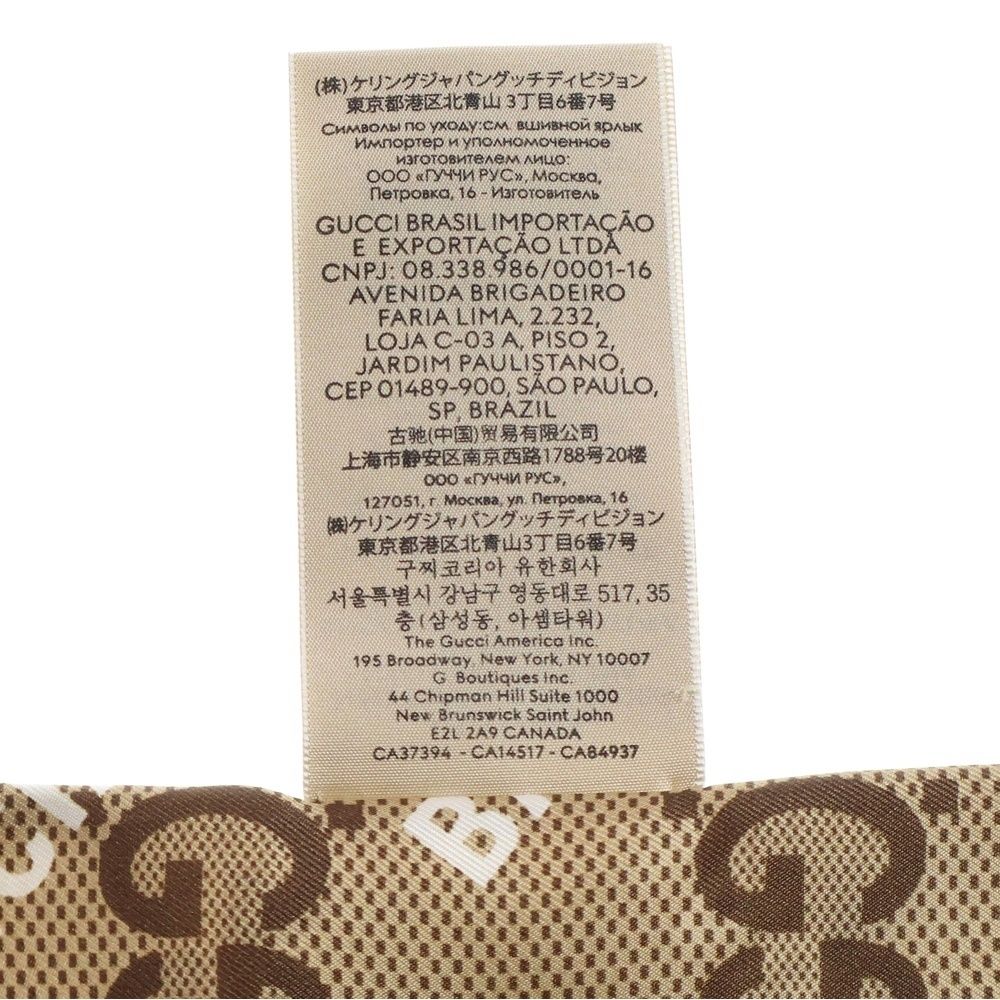 (株)ケリングジャパングッチディビジョン
東京都港区北青山 3丁目6番7号
Символы по уходу:см. вшивной ярлык
Импортер и уполномоченное
изготовителем лицо:
ООО «ГУЧЧИ РУС», Москва,
Петровка, 16 - Изготовитель
GUCCI BRASIL IMPORTAÇÃO
E EXPORTAÇÃO LTDA
CNPJ: 08.338.986/0001-16
AVENIDA BRIGADEIRO
FARIA LIMA, 2.232,
LOJA C-03 A, PISO 2,
JARDIM PAULISTANO,
CEP 01489-900, SÃO PAULO,
SP, BRAZIL
古驰(中国)贸易有限公司
上海市静安区南京西路1788号20楼
ООО «ГУЧЧИ РУС»,
127051, г. Москва, ул. Петровка, 16
㈱ケリングジャパングッチディビジョン
東京都港区北青山3丁目6番7号
구찌코리아 유한회사
서울특별시 강남구 영동대로 517, 35
층 (삼성동, 아셈타워)
The Gucci America Inc.
195 Broadway, New York, NY 10007
G Boutiques Inc.
44 Chipman Hill Suite 1000
New Brunswick Saint John
E2L 2A9 CANADA
CA37394 - CA14517 - CA84937